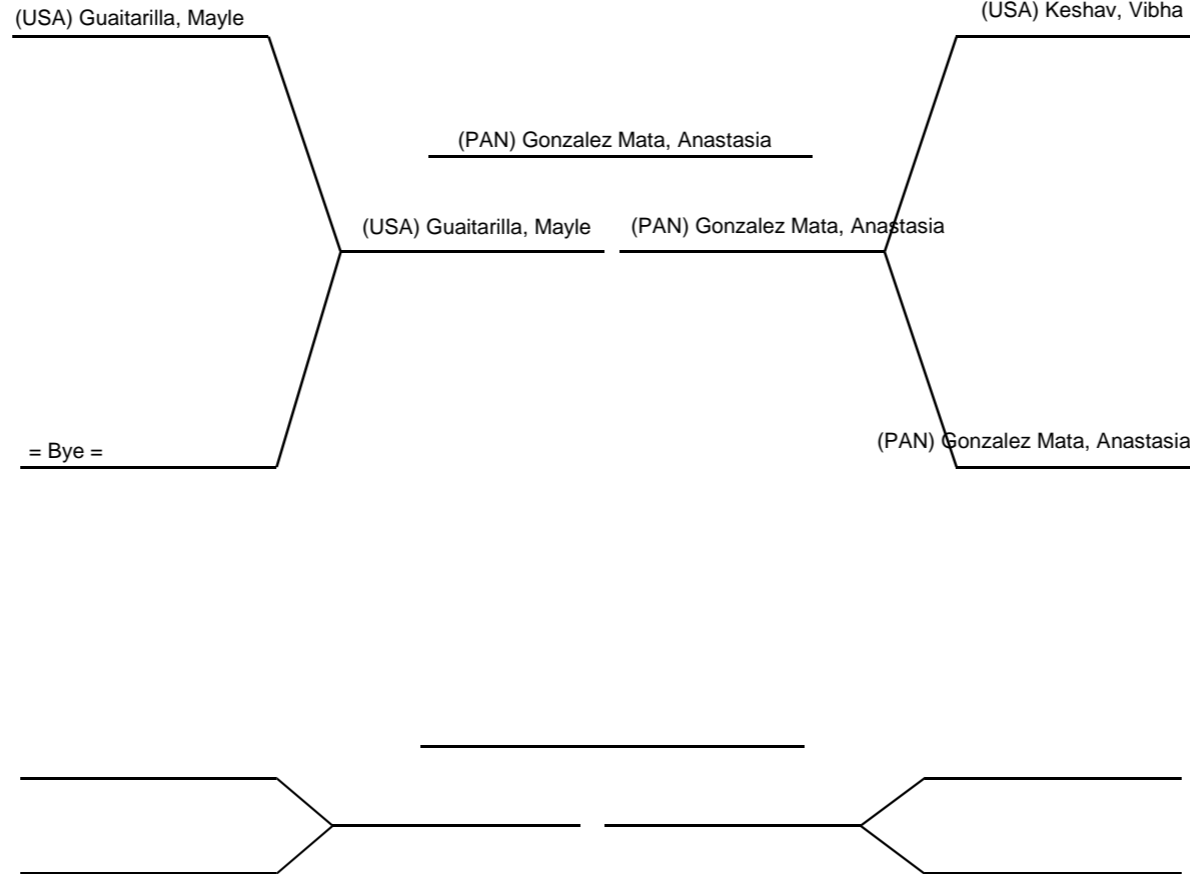 (USA) Guaitarilla, Mayle
(USA) Keshav, Vibha
(PAN) Gonzalez Mata, Anastasia
(USA) Guaitarilla, Mayle
(PAN) Gonzalez Mata, Anastasia
= Bye =
(PAN) Gonzalez Mata, Anastasia